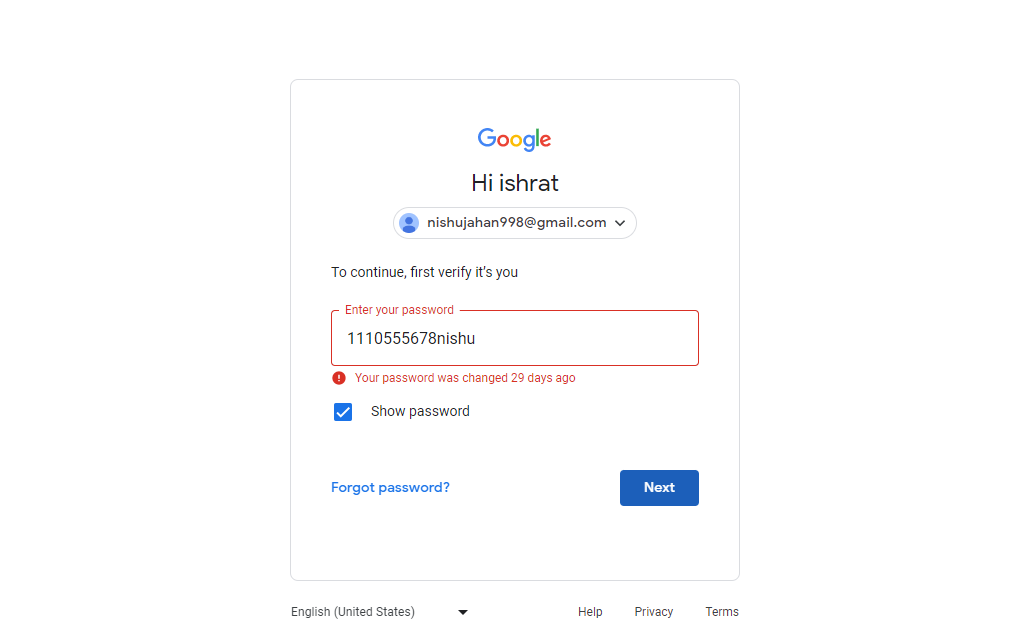 Google
Hi ishrat
nishujahan998@gmail.com
To continue, first verify it's you
Enter your password
1110555678nishu
Your password was changed 29 days ago
Show password
Forgot password?
Next
English (United States)
Help
Privacy
Terms